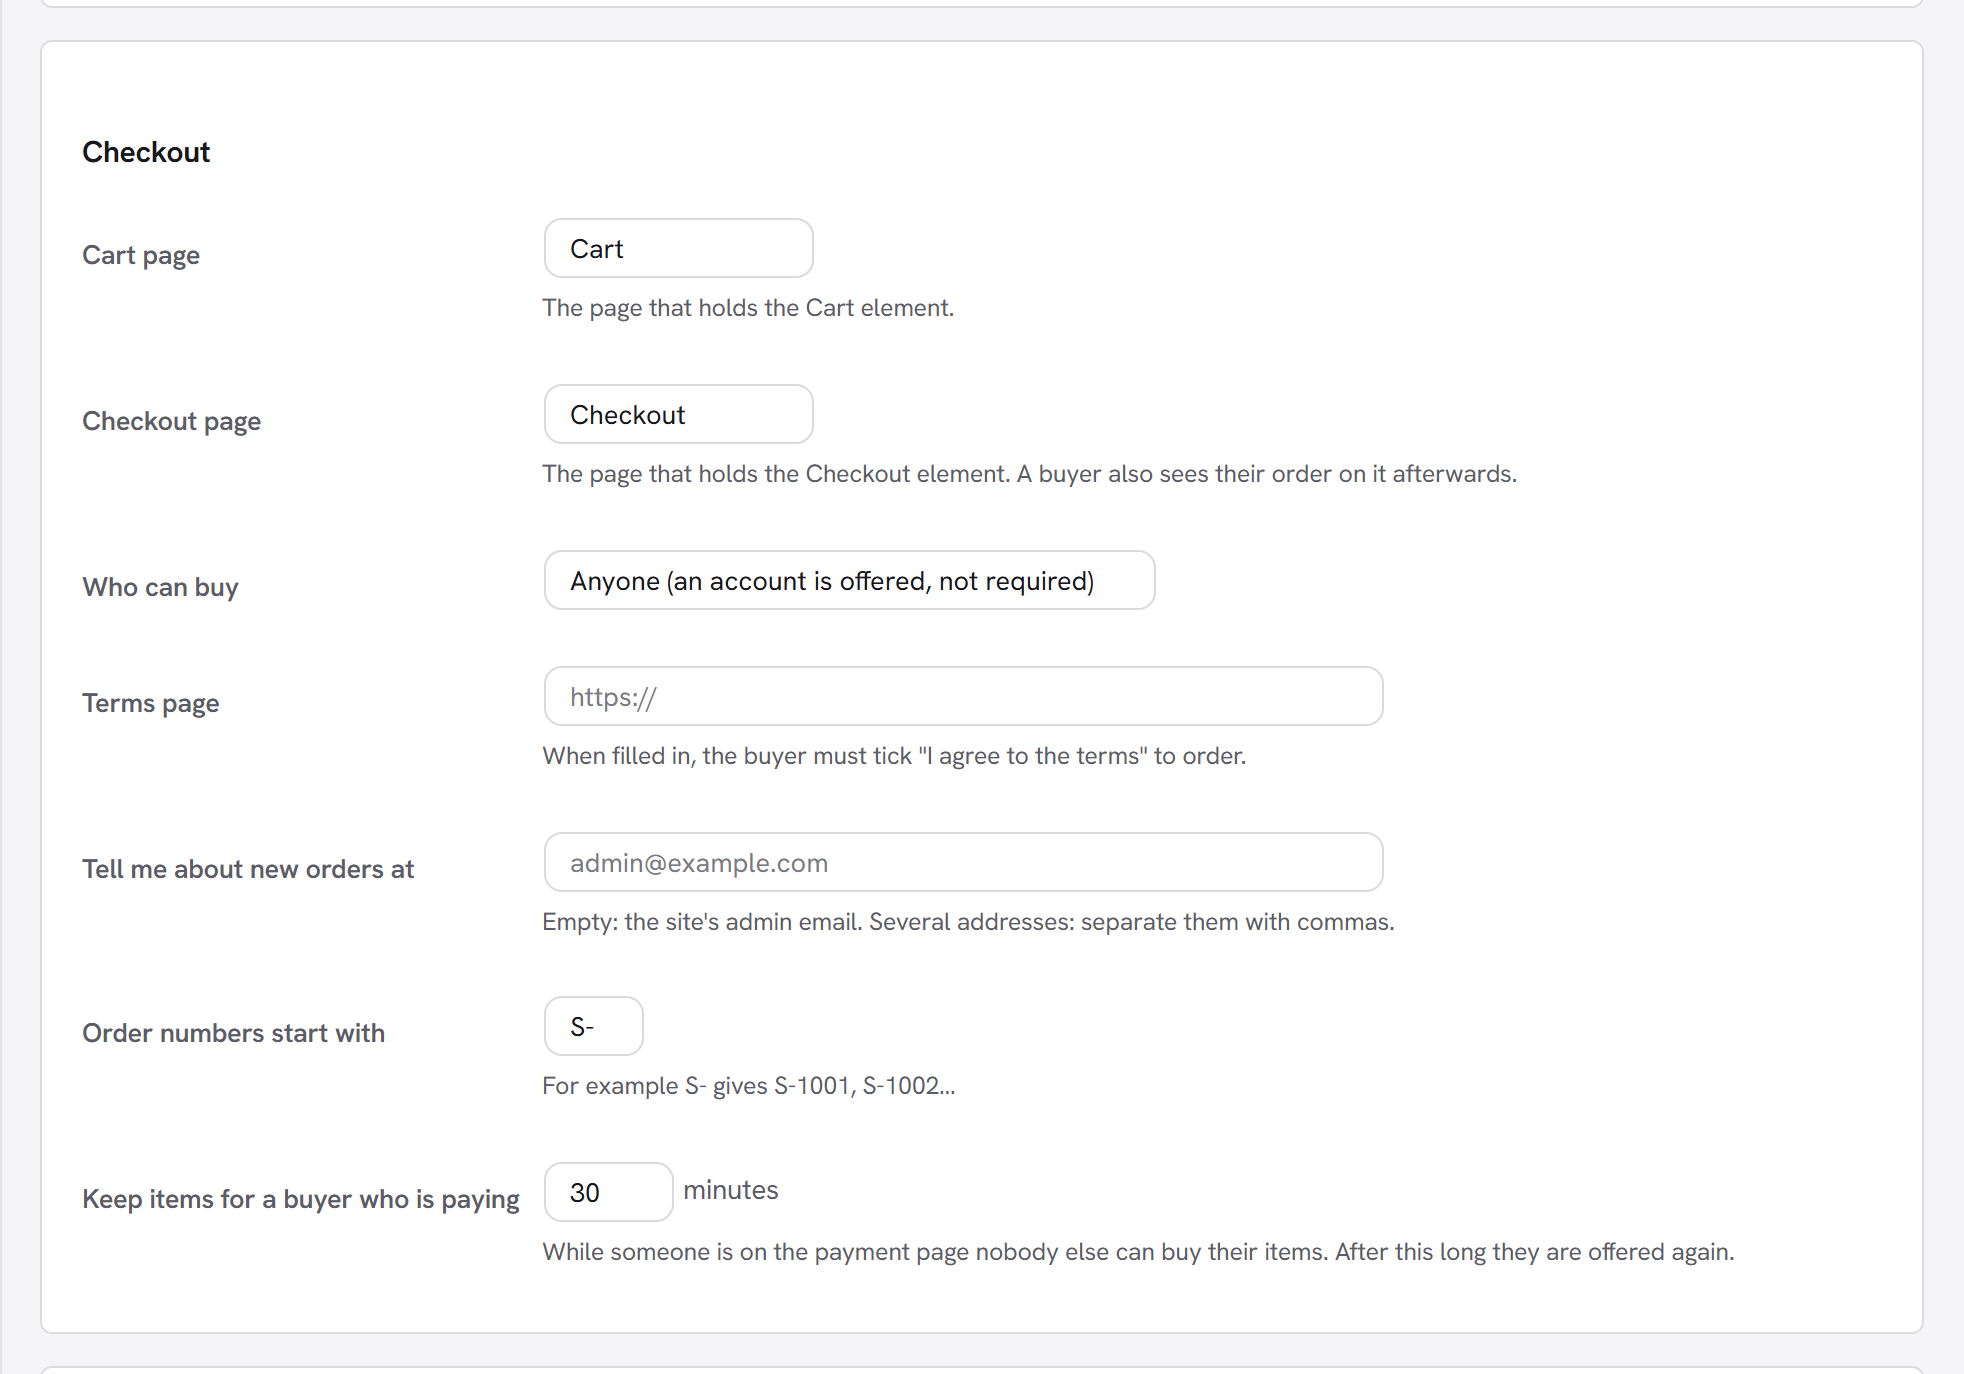 Checkout
Cart page
Cart
The page that holds the Cart element.
Checkout page
Checkout
The page that holds the Checkout element. A buyer also sees their order on it afterwards.
Who can buy
Anyone (an account is offered, not required)
Terms page
https://
When filled in, the buyer must tick "I agree to the terms" to order.
Tell me about new orders at
admin@example.com
Empty: the site's admin email. Several addresses: separate them with commas.
Order numbers start with
S-
For example S- gives S-1001, S-1002...
Keep items for a buyer who is paying
30 minutes
While someone is on the payment page nobody else can buy their items. After this long they are offered again.